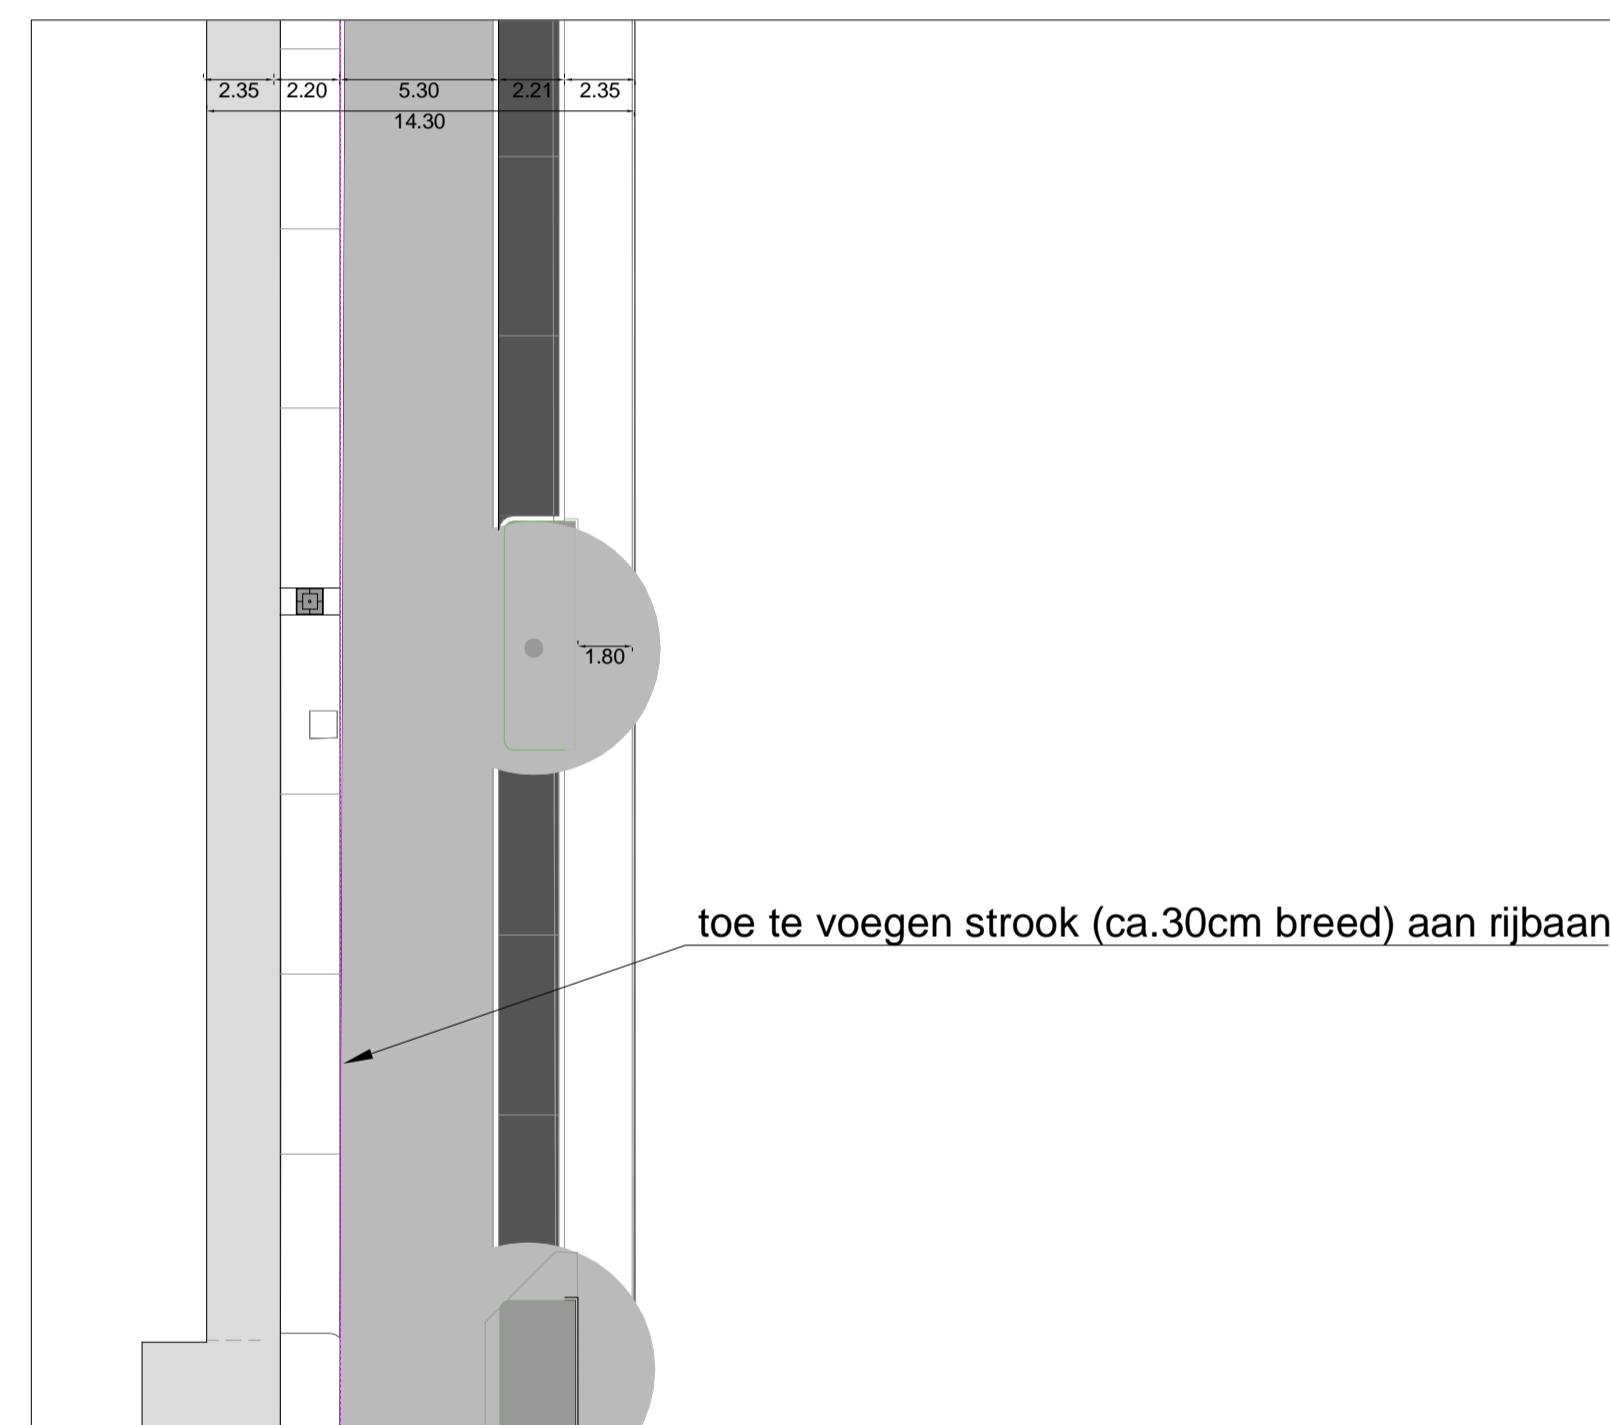 2.35 2.20 5.30 2.21 2.35
14.30
1.80
toe te voegen strook (ca.30cm breed) aan rijbaan